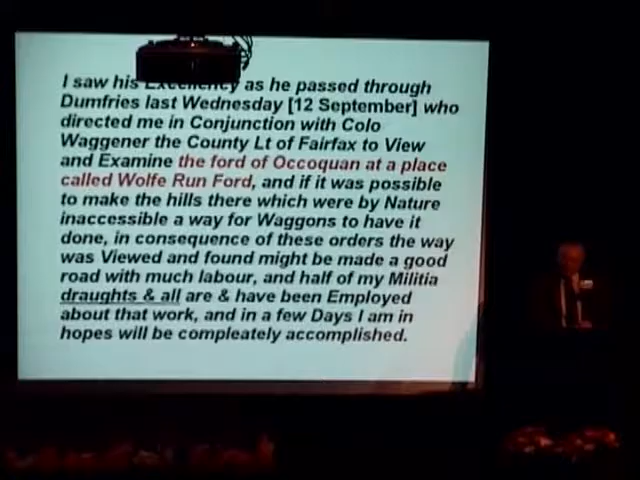 I saw his Excellency as he passed through
Dumfries last Wednesday [12 September] who
directed me in Conjunction with Colo
Waggener the County Lt of Fairfax to View
and Examine the ford of Occoquan at a place
called Wolfe Run Ford, and if it was possible
to make the hills there which were by Nature
inaccessible a way for Waggons to have it
done, in consequence of these orders the way
was Viewed and found might be made a good
road with much labour, and half of my Militia
draughts & all are & have been Employed
about that work, and in a few Days I am in
hopes will be compleately accomplished.